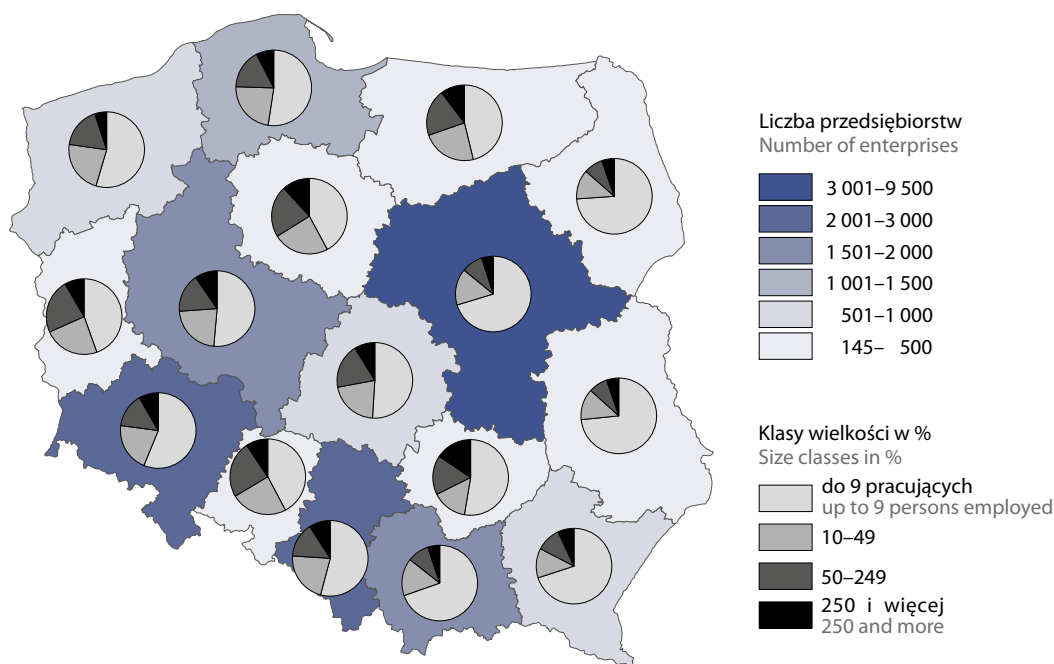 Liczba przedsiębiorstw
Number of enterprises
3 001–9 500
2 001–3 000
1 501–2 000
1 001–1 500
501–1 000
145– 500
Klasy wielkości w %
Size classes in %
do 9 pracujących
up to 9 persons employed
10–49
50–249
250 i więcej
250 and more